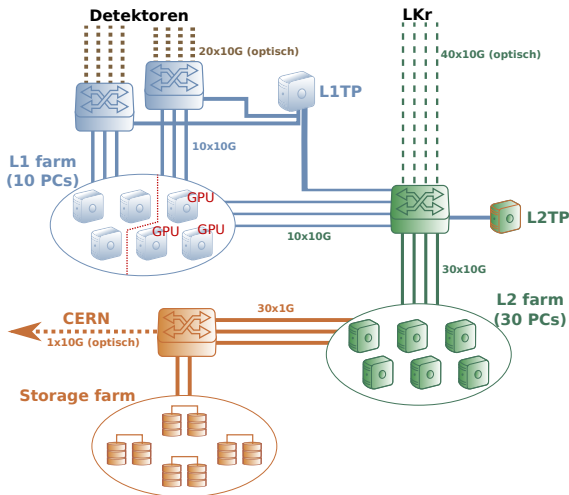 Detektoren
LKr
20x10G (optisch)
40x10G (optisch)
L1TP
10x10G
L1 farm
(10 PCs)
GPU
GPU
GPU
10x10G
L2TP
30x10G
L2 farm
(30 PCs)
30x1G
CERN
1x10G (optisch)
Storage farm